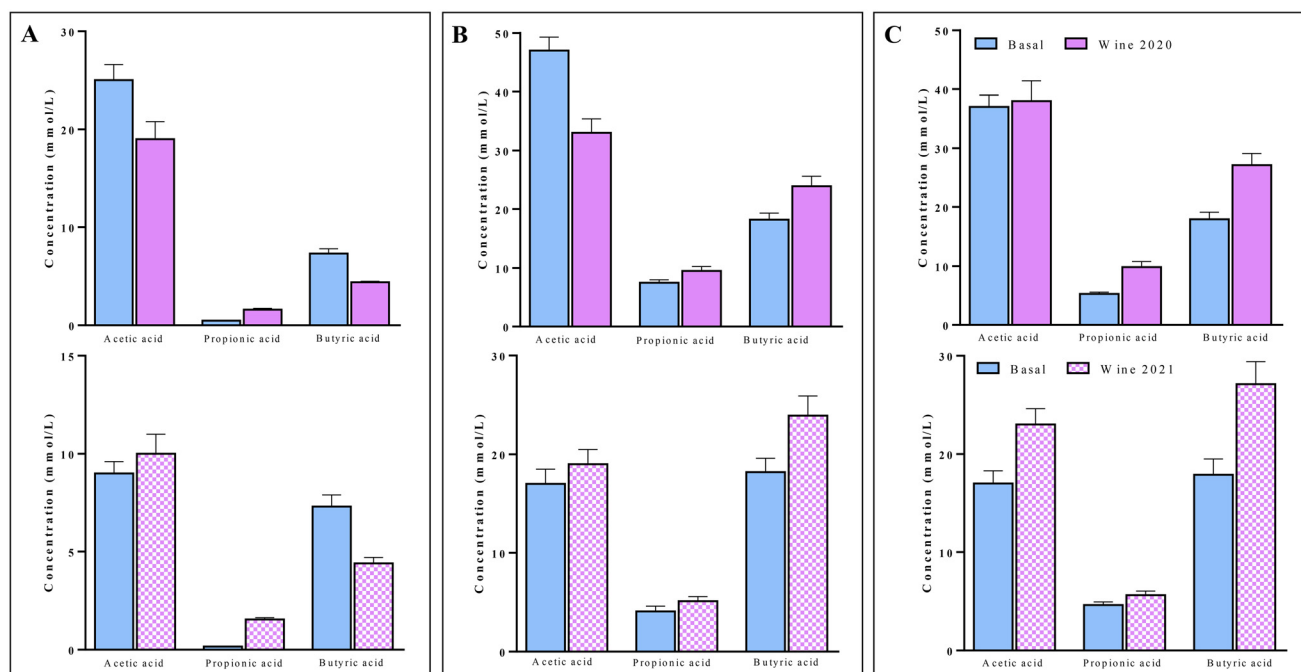 A
Concentration (mmol/L)
30
20
10
0
Acetic acid Propionic acid Butyric acid
Concentration (mmol/L)
15
10
5
0
Acetic acid Propionic acid Butyric acid
B
Concentration (mmol/L)
50
40
30
20
10
0
Acetic acid Propionic acid Butyric acid
Concentration (mmol/L)
30
20
10
0
Acetic acid Propionic acid Butyric acid
C
Basal Wine 2020
Concentration (mmol/L)
50
40
30
20
10
0
Acetic acid Propionic acid Butyric acid
Basal Wine 2021
Concentration (mmol/L)
30
20
10
0
Acetic acid Propionic acid Butyric acid